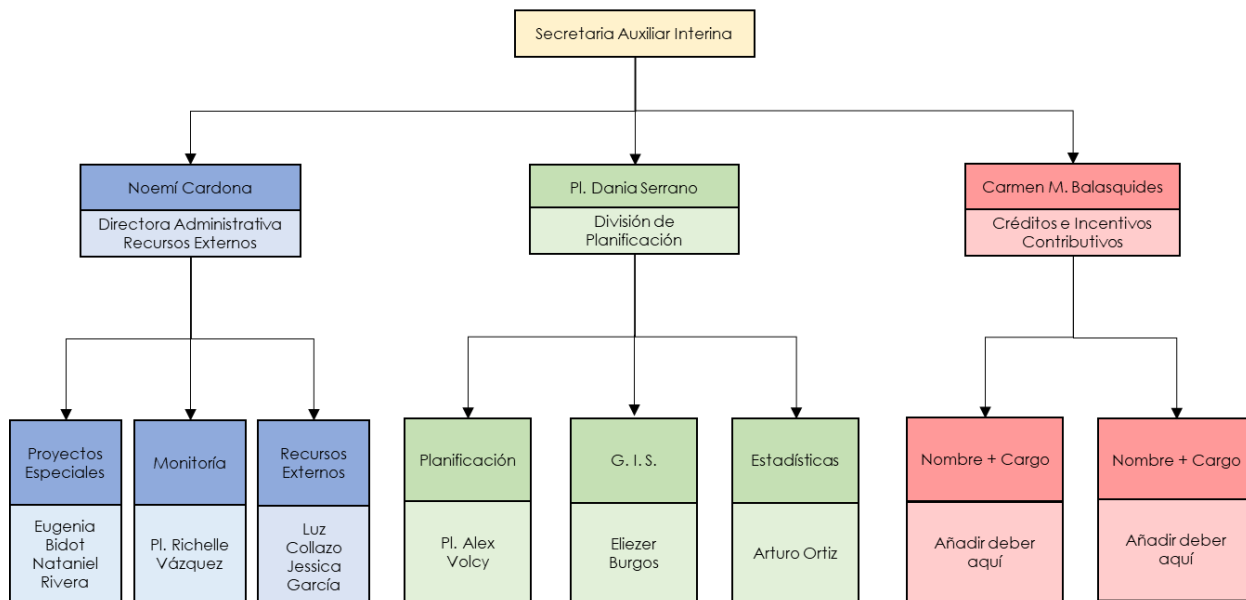 Secretaria Auxiliar Interina
Noemí Cardona
Directora Administrativa
Recursos Externos
Pl. Dania Serrano
División de
Planificación
Carmen M. Balasquides
Créditos e Incentivos
Contributivos
Proyectos
Especiales
Eugenia
Bidot
Nataniel
Rivera
Monitoría
Pl. Richelle
Vázquez
Recursos
Externos
Luz
Collazo
Jessica
García
Planificación
Pl. Alex
Volcy
G. I. S.
Eliezer
Burgos
Estadísticas
Arturo Ortiz
Nombre + Cargo
Añadir deber
aquí
Nombre + Cargo
Añadir deber
aquí